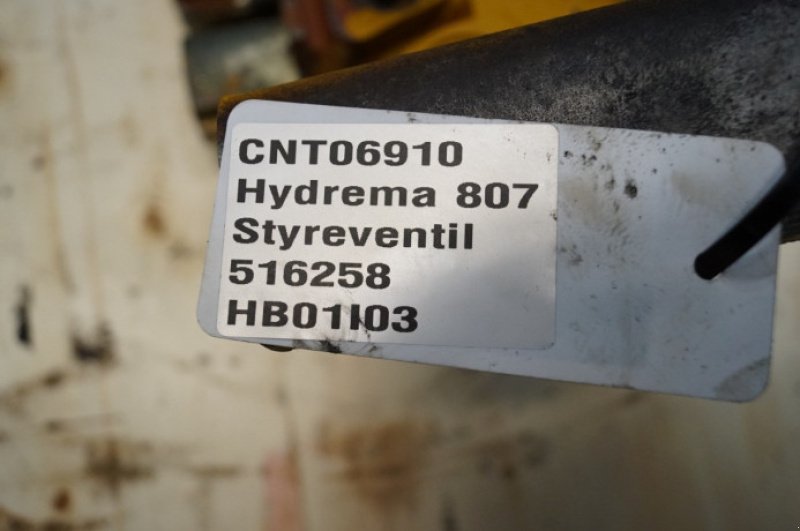 CNT06910
Hydrema 807
Styreventil
516258
HB01I03